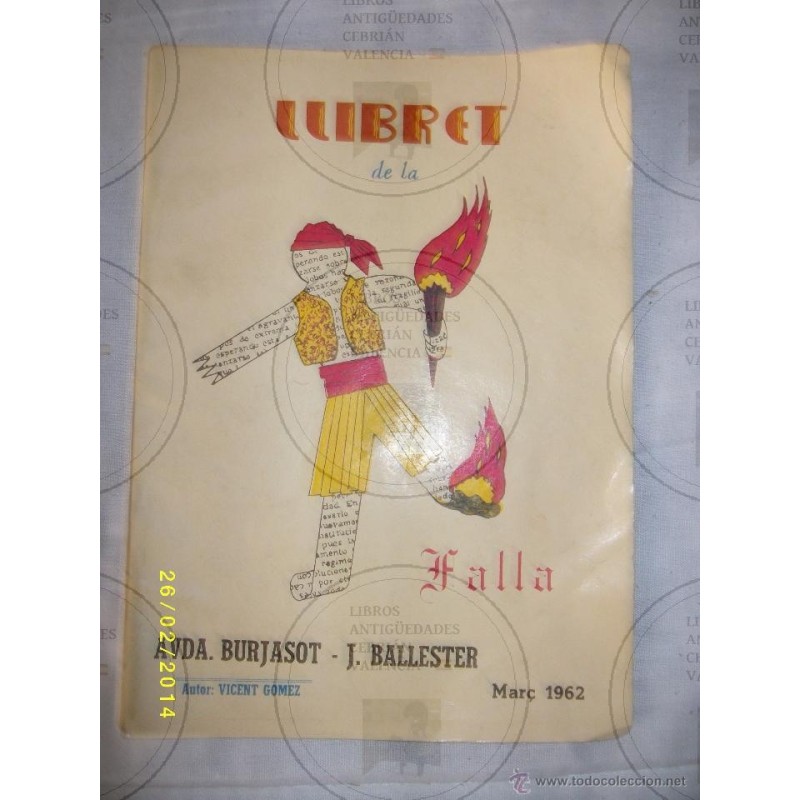 LLIBRET
de la
Falla
AVDA. BURJASOT - J. BALLESTER
Autor: VICENT GOMEZ
Març 1962
26/02/2014
LIBROS
ANTIGÜEDADES
CEBRIÁN
VALENCIA
www.todocoleccion.net